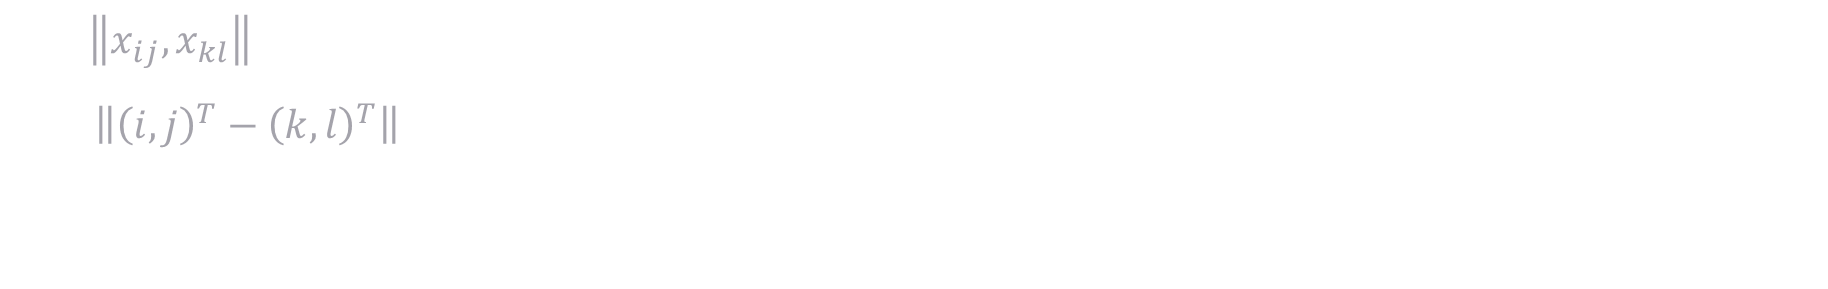 ‖x_{ij}, x_{kl}‖
‖(i, j)^T − (k, l)^T‖